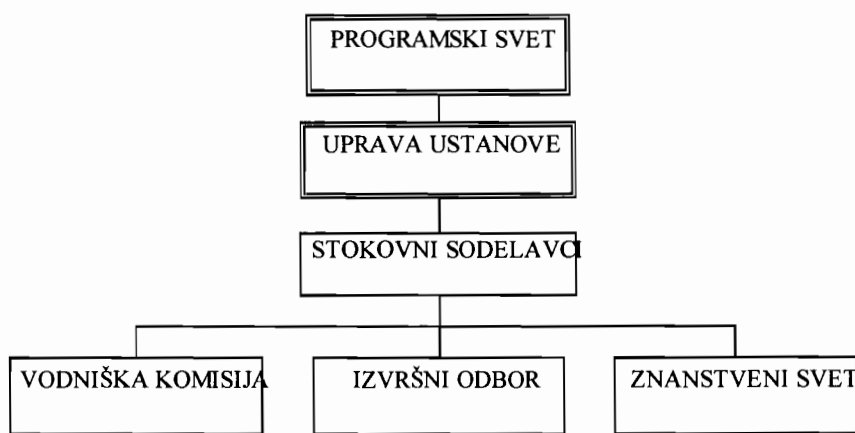 PROGRAMSKI SVET
UPRAVA USTANOVE
STOKOVNI SODELAVCI
VODNIŠKA KOMISIJA
IZVRŠNI ODBOR
ZNANSTVENI SVET